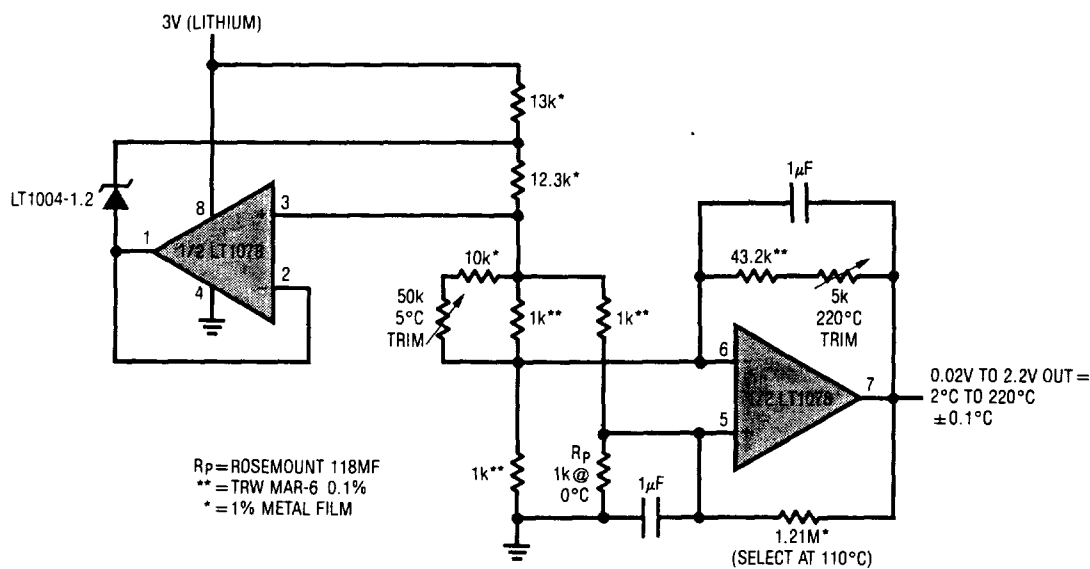 3V (LITHIUM)
13k*
12.3k*
LT1004-1.2
8
3
1
1/2 LT1078
+
2
–
4
10k*
50k
5°C
TRIM
1k**
1k**
1k**
1µF
43.2k**
5k
220°C
TRIM
6
–
1/2 LT1078
7
5
+
0.02V TO 2.2V OUT =
2°C TO 220°C
±0.1°C
RP
1k@
0°C
1µF
1.21M*
(SELECT AT 110°C)
RP = ROSEMOUNT 118MF
** = TRW MAR-6 0.1%
* = 1% METAL FILM